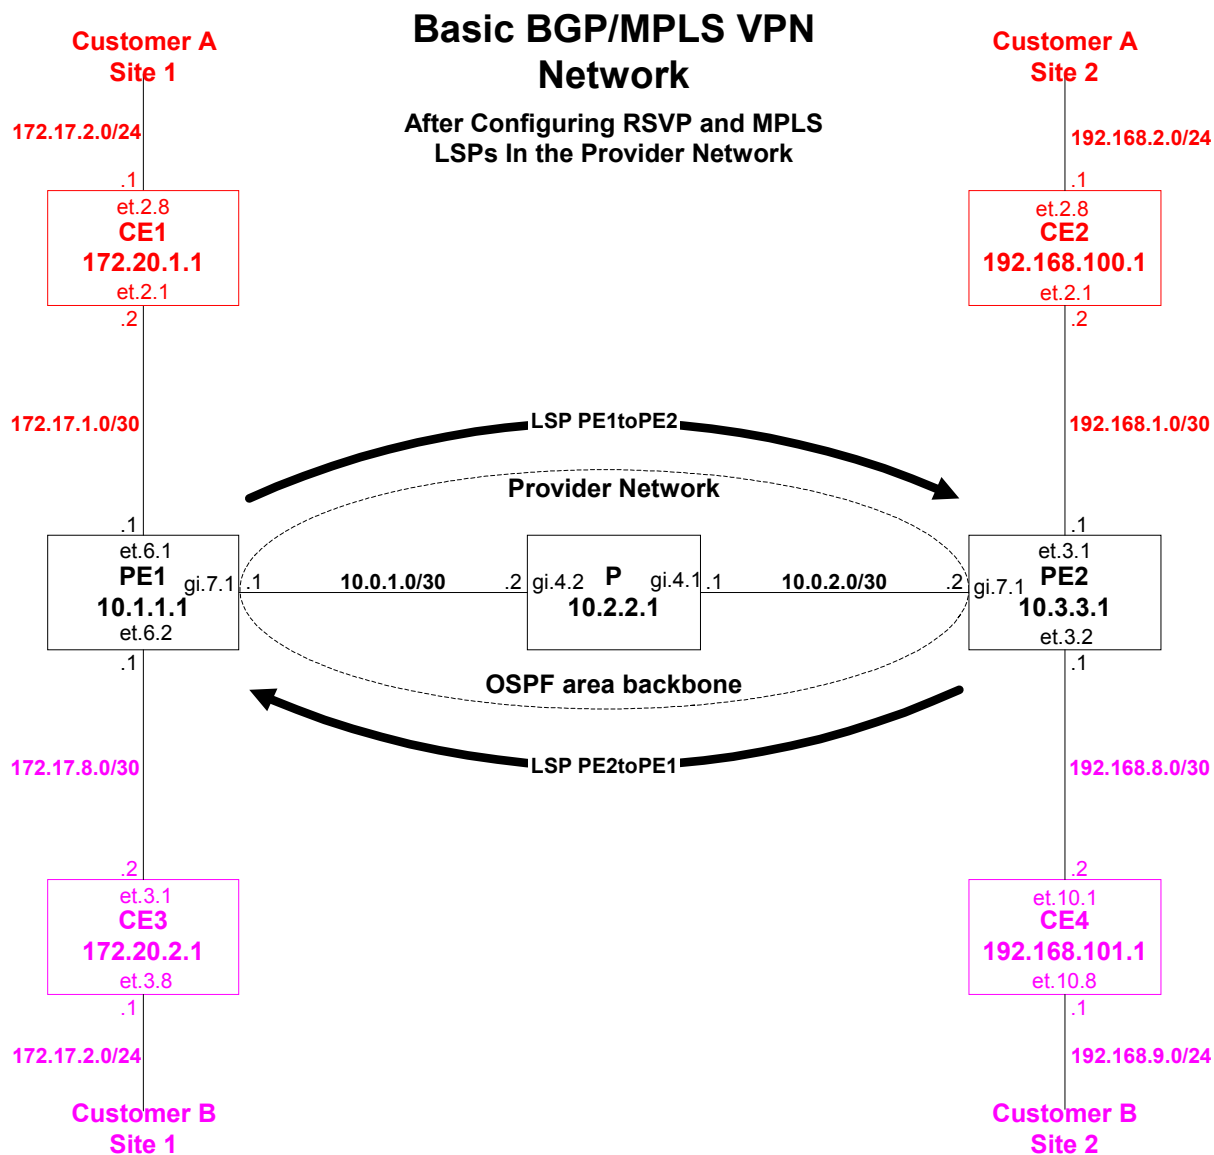 Basic BGP/MPLS VPN
Network
After Configuring RSVP and MPLS
LSPs In the Provider Network
Customer A
Site 1
172.17.2.0/24
.1
et.2.8
CE1
172.20.1.1
et.2.1
.2
172.17.1.0/30
Customer A
Site 2
192.168.2.0/24
.1
et.2.8
CE2
192.168.100.1
et.2.1
.2
192.168.1.0/30
LSP PE1toPE2
Provider Network
.1
et.6.1
PE1
10.1.1.1
et.6.2
gi.7.1
.1
.1
10.0.1.0/30
.2
gi.4.2
P
10.2.2.1
gi.4.1
.1
10.0.2.0/30
.2
gi.7.1
.1
et.3.1
PE2
10.3.3.1
et.3.2
.1
OSPF area backbone
LSP PE2toPE1
172.17.8.0/30
.2
et.3.1
CE3
172.20.2.1
et.3.8
.1
172.17.2.0/24
Customer B
Site 1
192.168.8.0/30
.2
et.10.1
CE4
192.168.101.1
et.10.8
.1
192.168.9.0/24
Customer B
Site 2